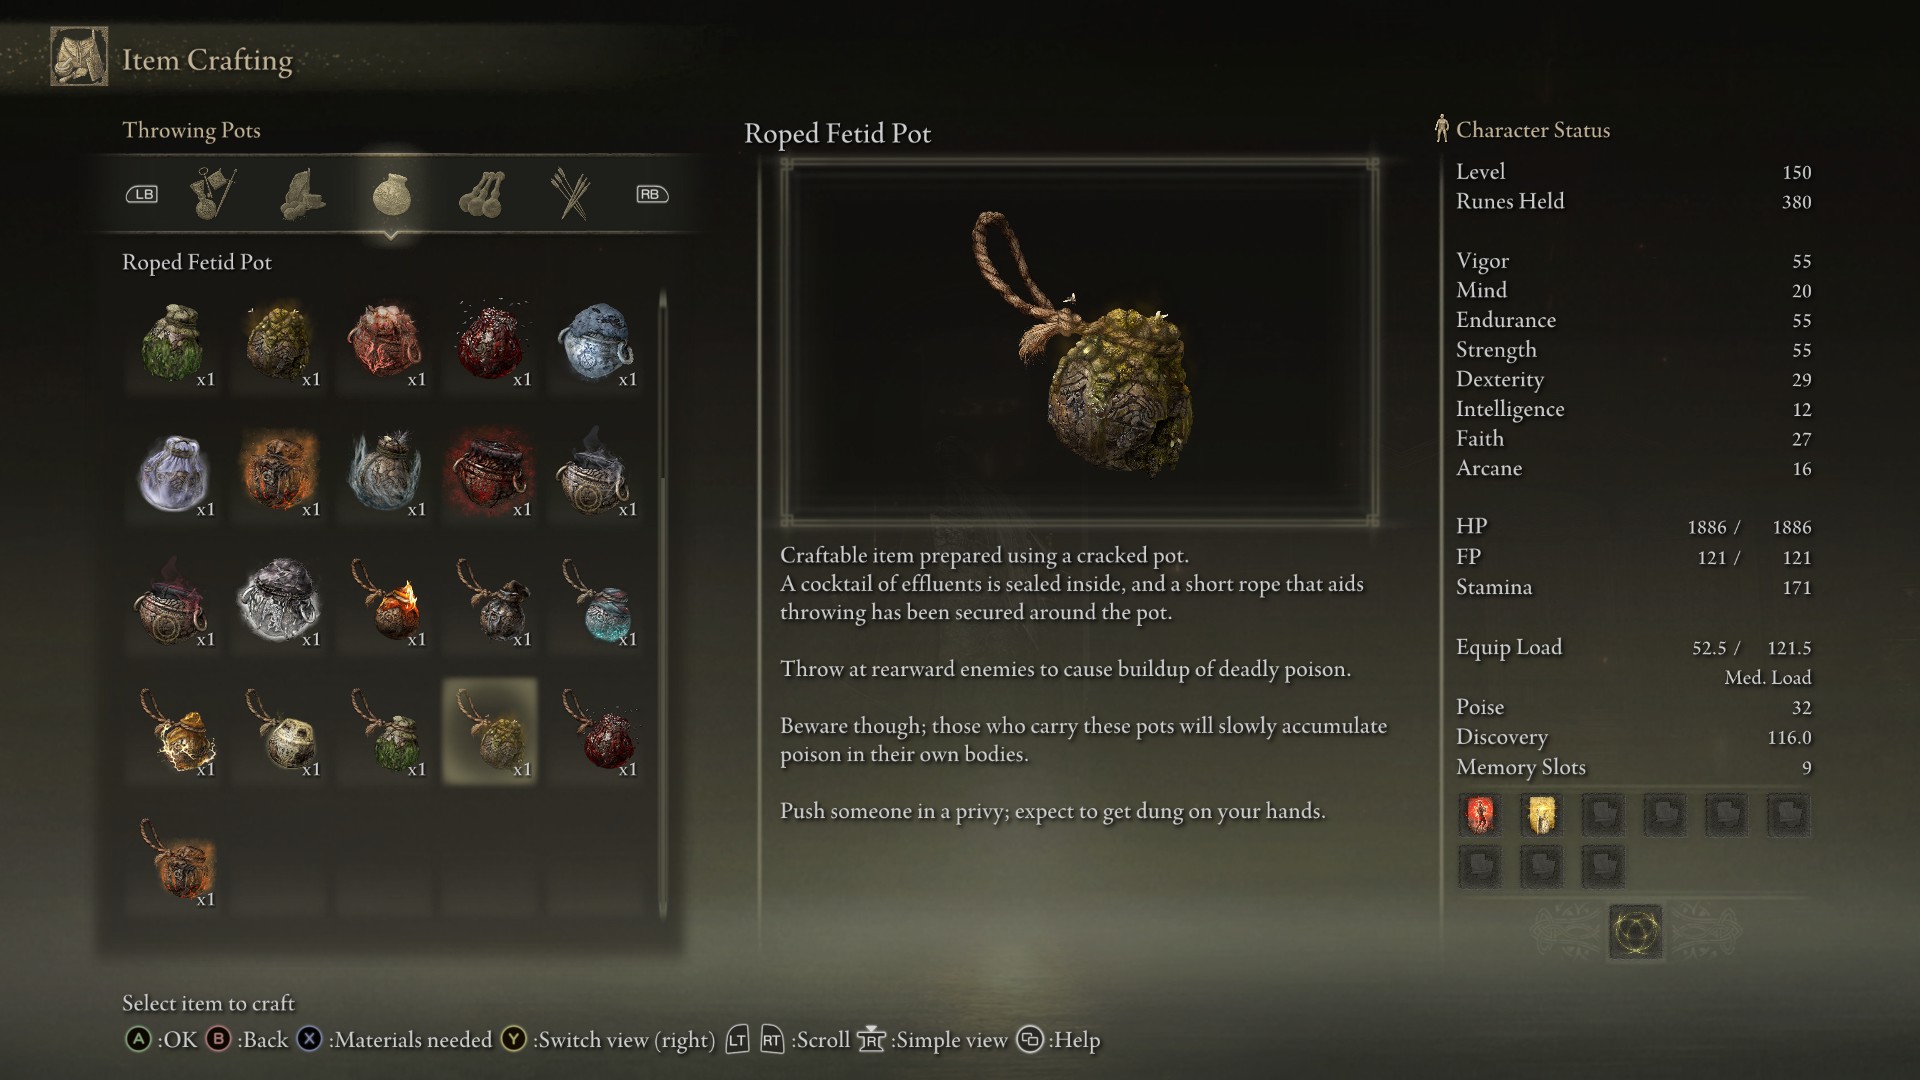 Item Crafting
Throwing Pots
LB
RB
Roped Fetid Pot
x1 x1 x1 x1 x1
x1 x1 x1 x1 x1
x1 x1 x1 x1 x1
x1 x1 x1 x1 x1
x1
Roped Fetid Pot
Craftable item prepared using a cracked pot.
A cocktail of effluents is sealed inside, and a short rope that aids
throwing has been secured around the pot.
Throw at rearward enemies to cause buildup of deadly poison.
Beware though; those who carry these pots will slowly accumulate
poison in their own bodies.
Push someone in a privy; expect to get dung on your hands.
Character Status
Level 150
Runes Held 380
Vigor 55
Mind 20
Endurance 55
Strength 55
Dexterity 29
Intelligence 12
Faith 27
Arcane 16
HP 1886 / 1886
FP 121 / 121
Stamina 171
Equip Load 52.5 / 121.5
Med. Load
Poise 32
Discovery 116.0
Memory Slots 9
Select item to craft
A :OK B :Back X :Materials needed Y :Switch view (right) LT RT :Scroll R :Simple view :Help